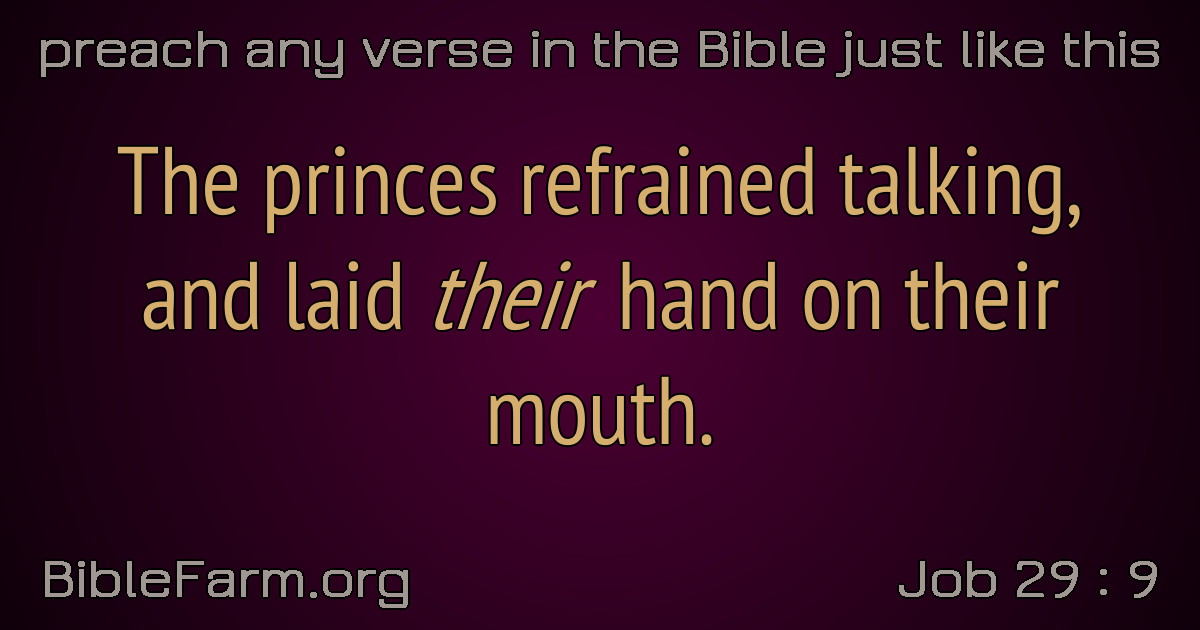 preach any verse in the Bible just like this
The princes refrained talking,
and laid their hand on their
mouth.
BibleFarm.org
Job 29 : 9